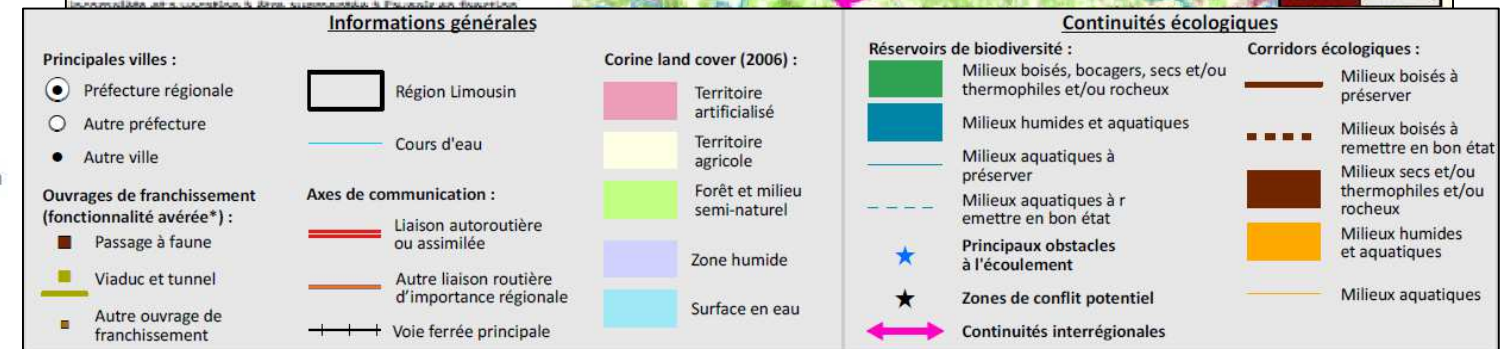 Informations générales
Principales villes :
Préfecture régionale
Autre préfecture
Autre ville
Ouvrages de franchissement
(fonctionnalité avérée*) :
Passage à faune
Viaduc et tunnel
Autre ouvrage de
franchissement
Région Limousin
Cours d'eau
Axes de communication :
Liaison autoroutière
ou assimilée
Autre liaison routière
d'importance régionale
Voie ferrée principale
Corine land cover (2006) :
Territoire
artificialisé
Territoire
agricole
Forêt et milieu
semi-naturel
Zone humide
Surface en eau
Continuités écologiques
Réservoirs de biodiversité :
Milieux boisés, bocagers, secs et/ou
thermophiles et/ou rocheux
Milieux humides et aquatiques
Milieux aquatiques à
préserver
Milieux aquatiques à r
emettre en bon état
Principaux obstacles
à l'écoulement
Zones de conflit potentiel
Continuités interrégionales
Corridors écologiques :
Milieux boisés à
préserver
Milieux boisés à
remettre en bon état
Milieux secs et/ou
thermophiles et/ou
rocheux
Milieux humides
et aquatiques
Milieux aquatiques